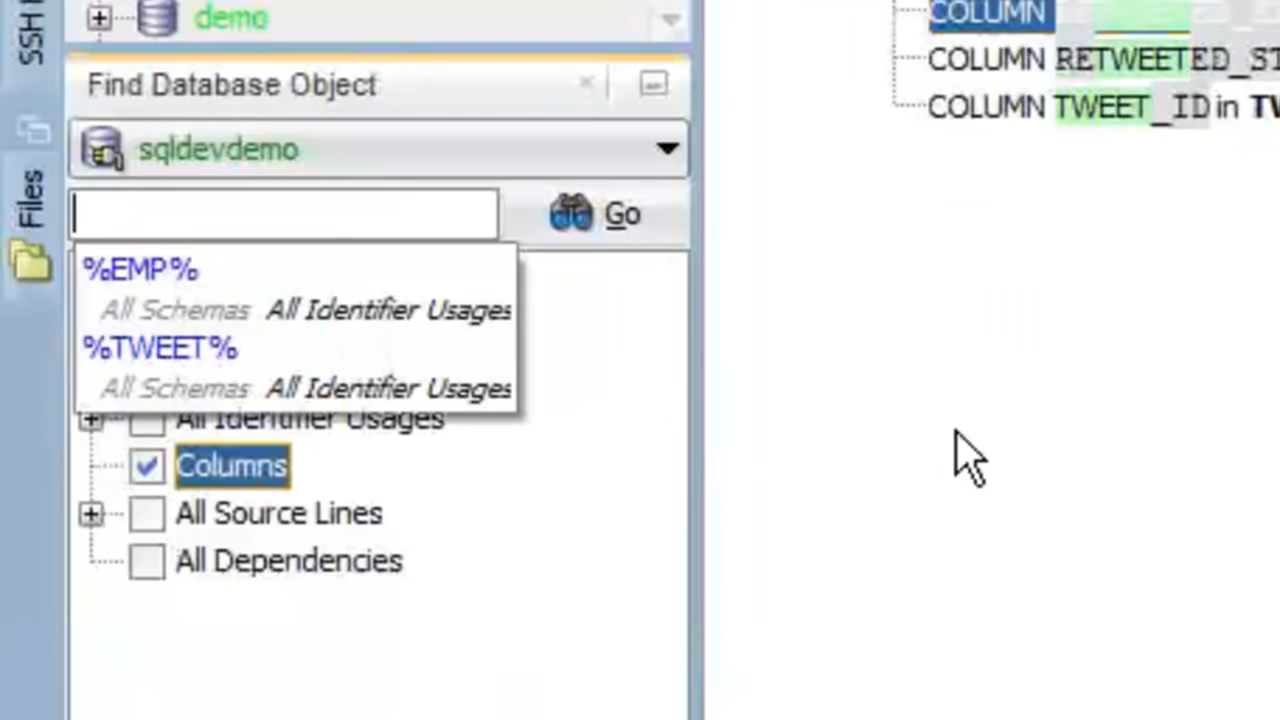 SSH
demo
Find Database Object
sqldevdemo
Go
Files
%EMP%
All Schemas All Identifier Usages
%TWEET%
All Schemas All Identifier Usages
All Identifier Usages
Columns
All Source Lines
All Dependencies
COLUMN
COLUMN RETWEETED_ST
COLUMN TWEET_ID in TW